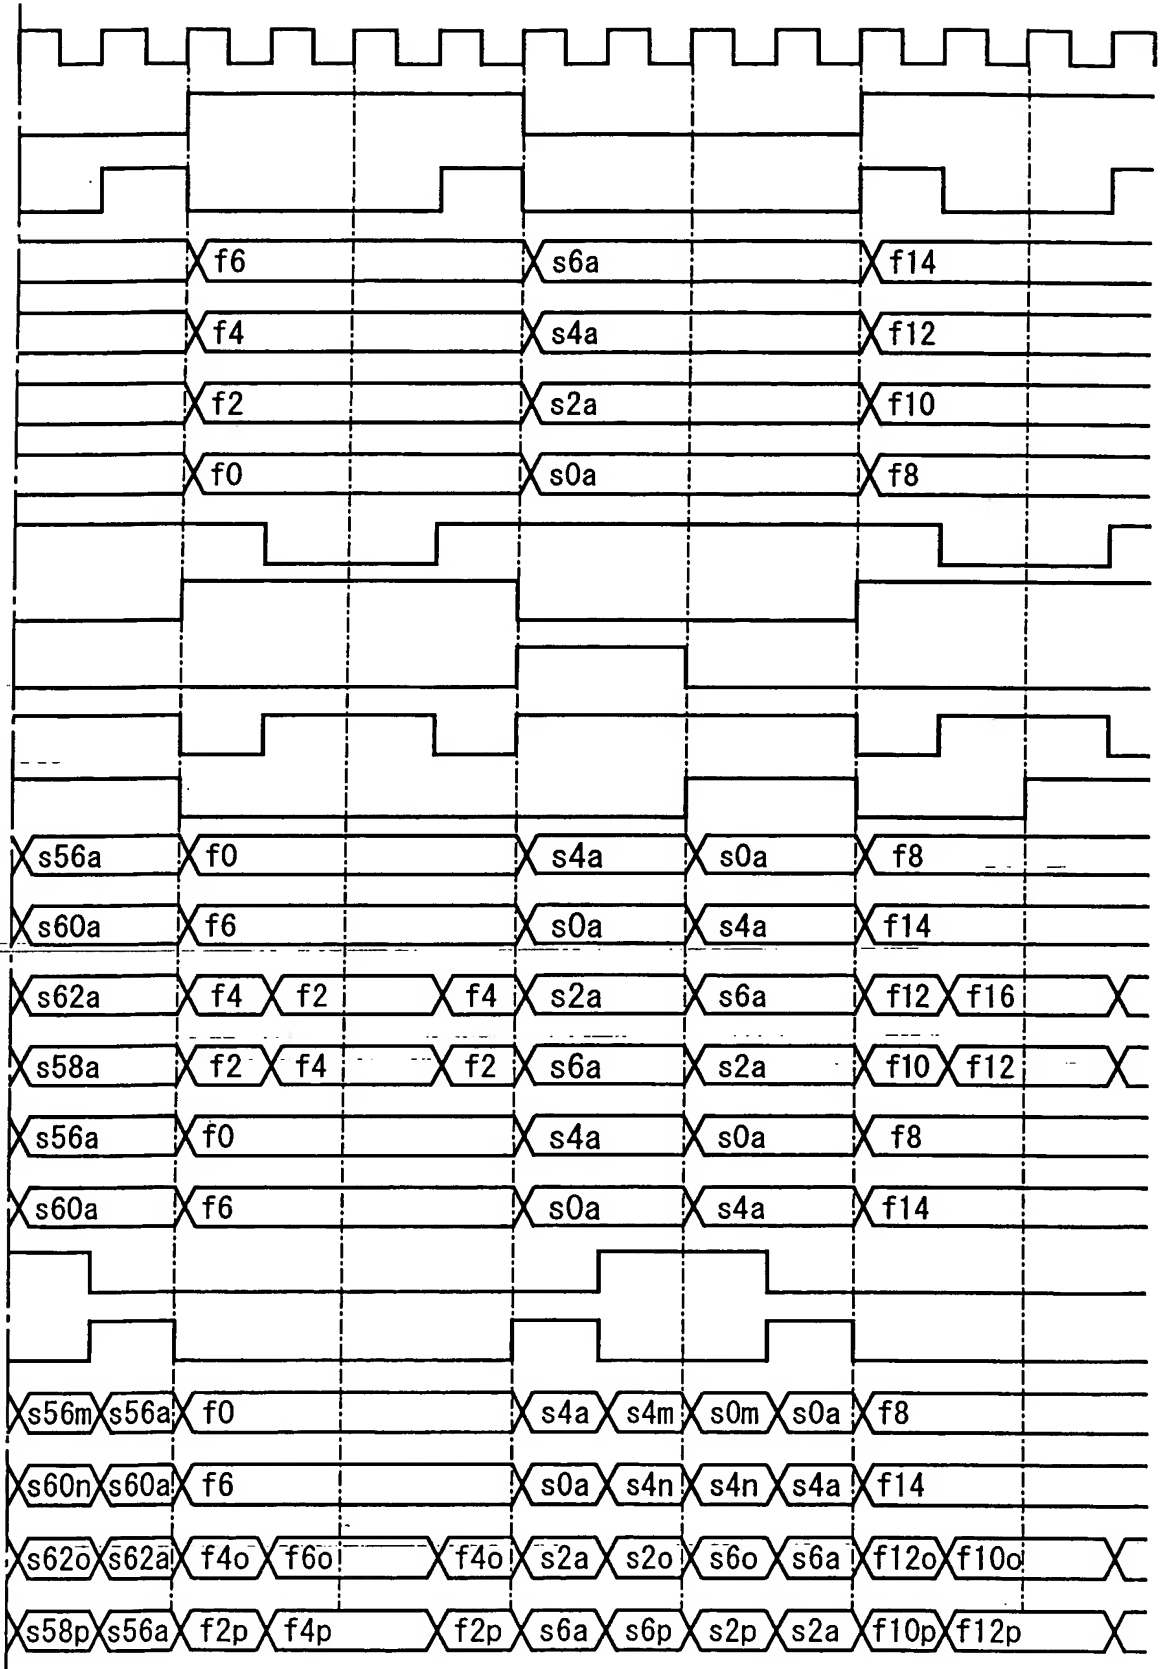 f6 s6a f14
f4 s4a f12
f2 s2a f10
f0 s0a f8
s56a f0 s4a s0a f8
s60a f6 s0a s4a f14
s62a f4 f2 f4 s2a s6a f12 f16
s58a f2 f4 f2 s6a s2a f10 f12
s56a f0 s4a s0a f8
s60a f6 s0a s4a f14
s56m s56a f0 s4a s4m s0m s0a f8
s60n s60a f6 s0a s4n s4n s4a f14
s62o s62a f4o f6o f4o s2a s2o s6o s6a f12o f10o
s58p s56a f2p f4p f2p s6a s6p s2p s2a f10p f12p